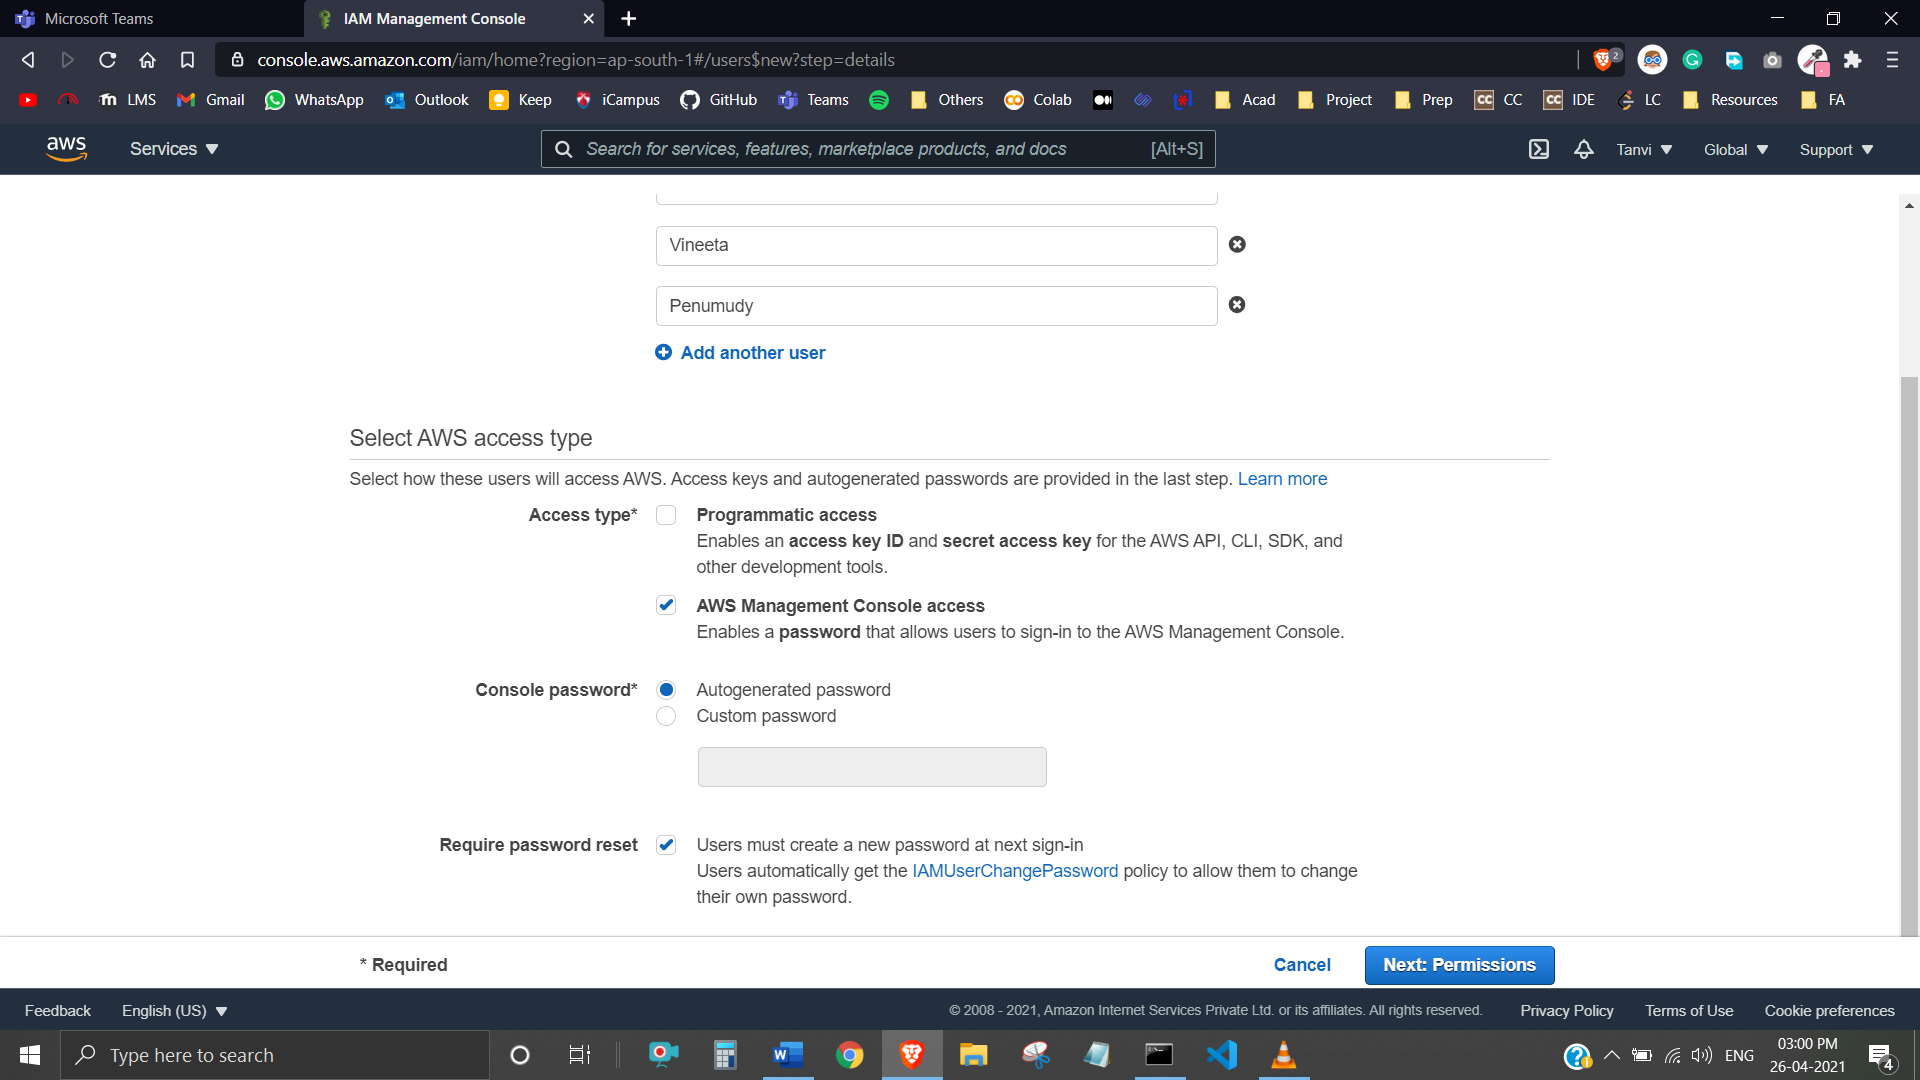 Microsoft Teams
IAM Management Console
console.aws.amazon.com/iam/home?region=ap-south-1#/users$new?step=details
2
LMS
Gmail
WhatsApp
Outlook
Keep
iCampus
GitHub
Teams
Others
Colab
Acad
Project
Prep
CC CC
CC IDE
LC
Resources
FA
aws
Services
Search for services, features, marketplace products, and docs
[Alt+S]
Tanvi
Global
Support
Vineeta
Penumudy
Add another user
Select AWS access type
Select how these users will access AWS. Access keys and autogenerated passwords are provided in the last step. Learn more
Access type*
Programmatic access
Enables an access key ID and secret access key for the AWS API, CLI, SDK, and
other development tools.
AWS Management Console access
Enables a password that allows users to sign-in to the AWS Management Console.
Console password*
Autogenerated password
Custom password
Require password reset
Users must create a new password at next sign-in
Users automatically get the IAMUserChangePassword policy to allow them to change
their own password.
* Required
Cancel
Next: Permissions
Feedback
English (US)
© 2008 - 2021, Amazon Internet Services Private Ltd. or its affiliates. All rights reserved.
Privacy Policy
Terms of Use
Cookie preferences
Type here to search
ENG
03:00 PM
26-04-2021
4